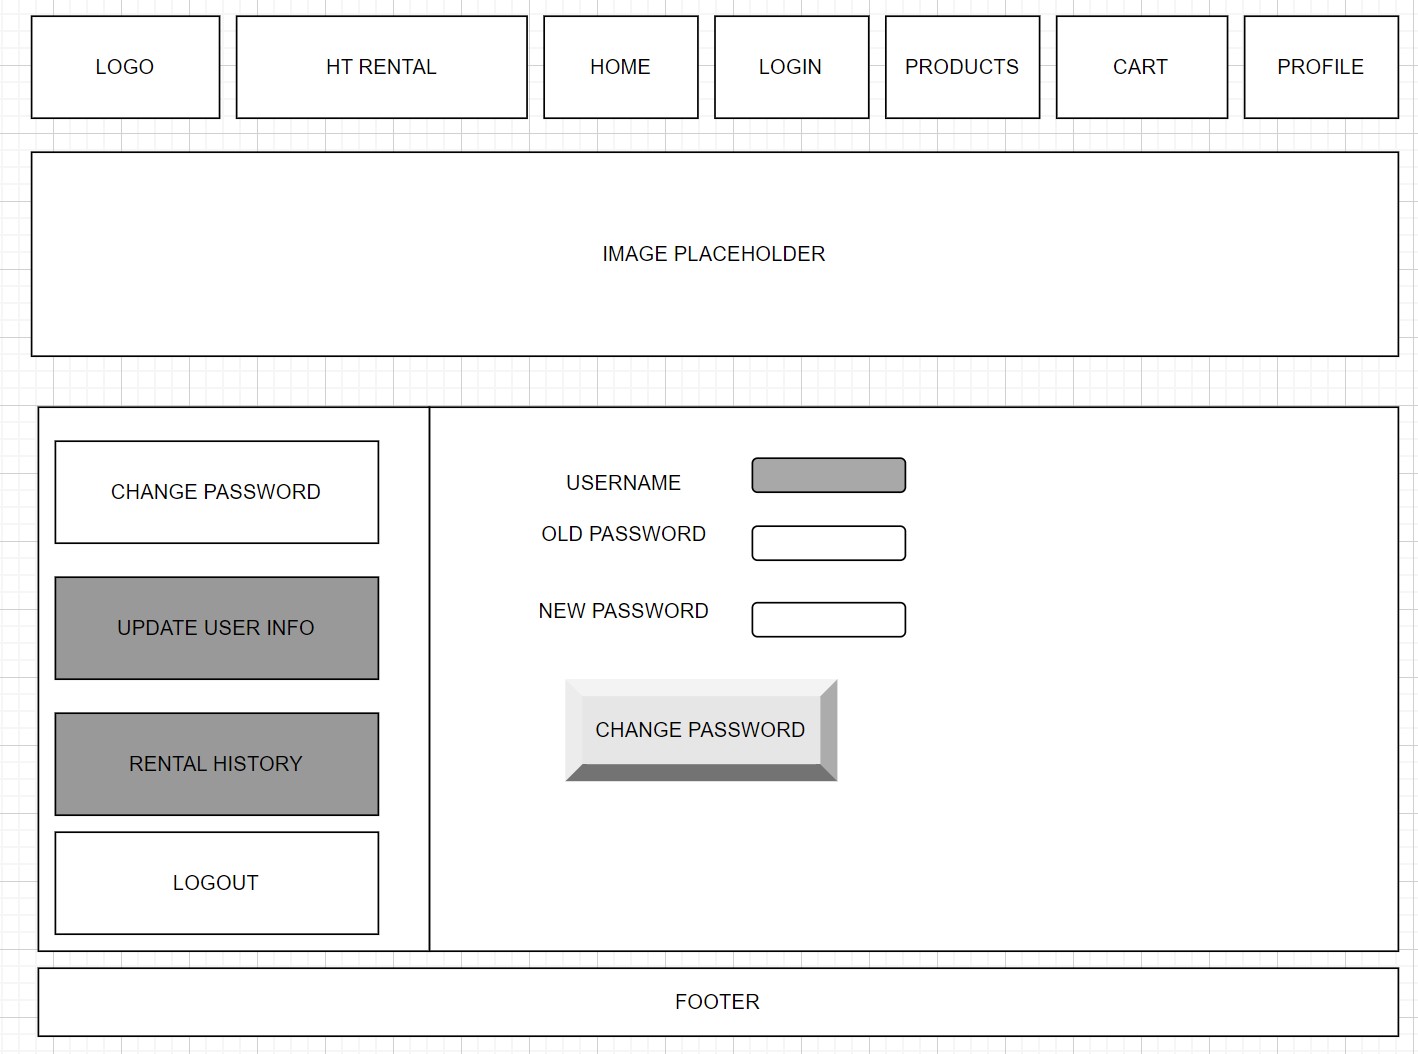 LOGO
HT RENTAL
HOME
LOGIN
PRODUCTS
CART
PROFILE
IMAGE PLACEHOLDER
CHANGE PASSWORD
UPDATE USER INFO
RENTAL HISTORY
LOGOUT
USERNAME
OLD PASSWORD
NEW PASSWORD
CHANGE PASSWORD
FOOTER